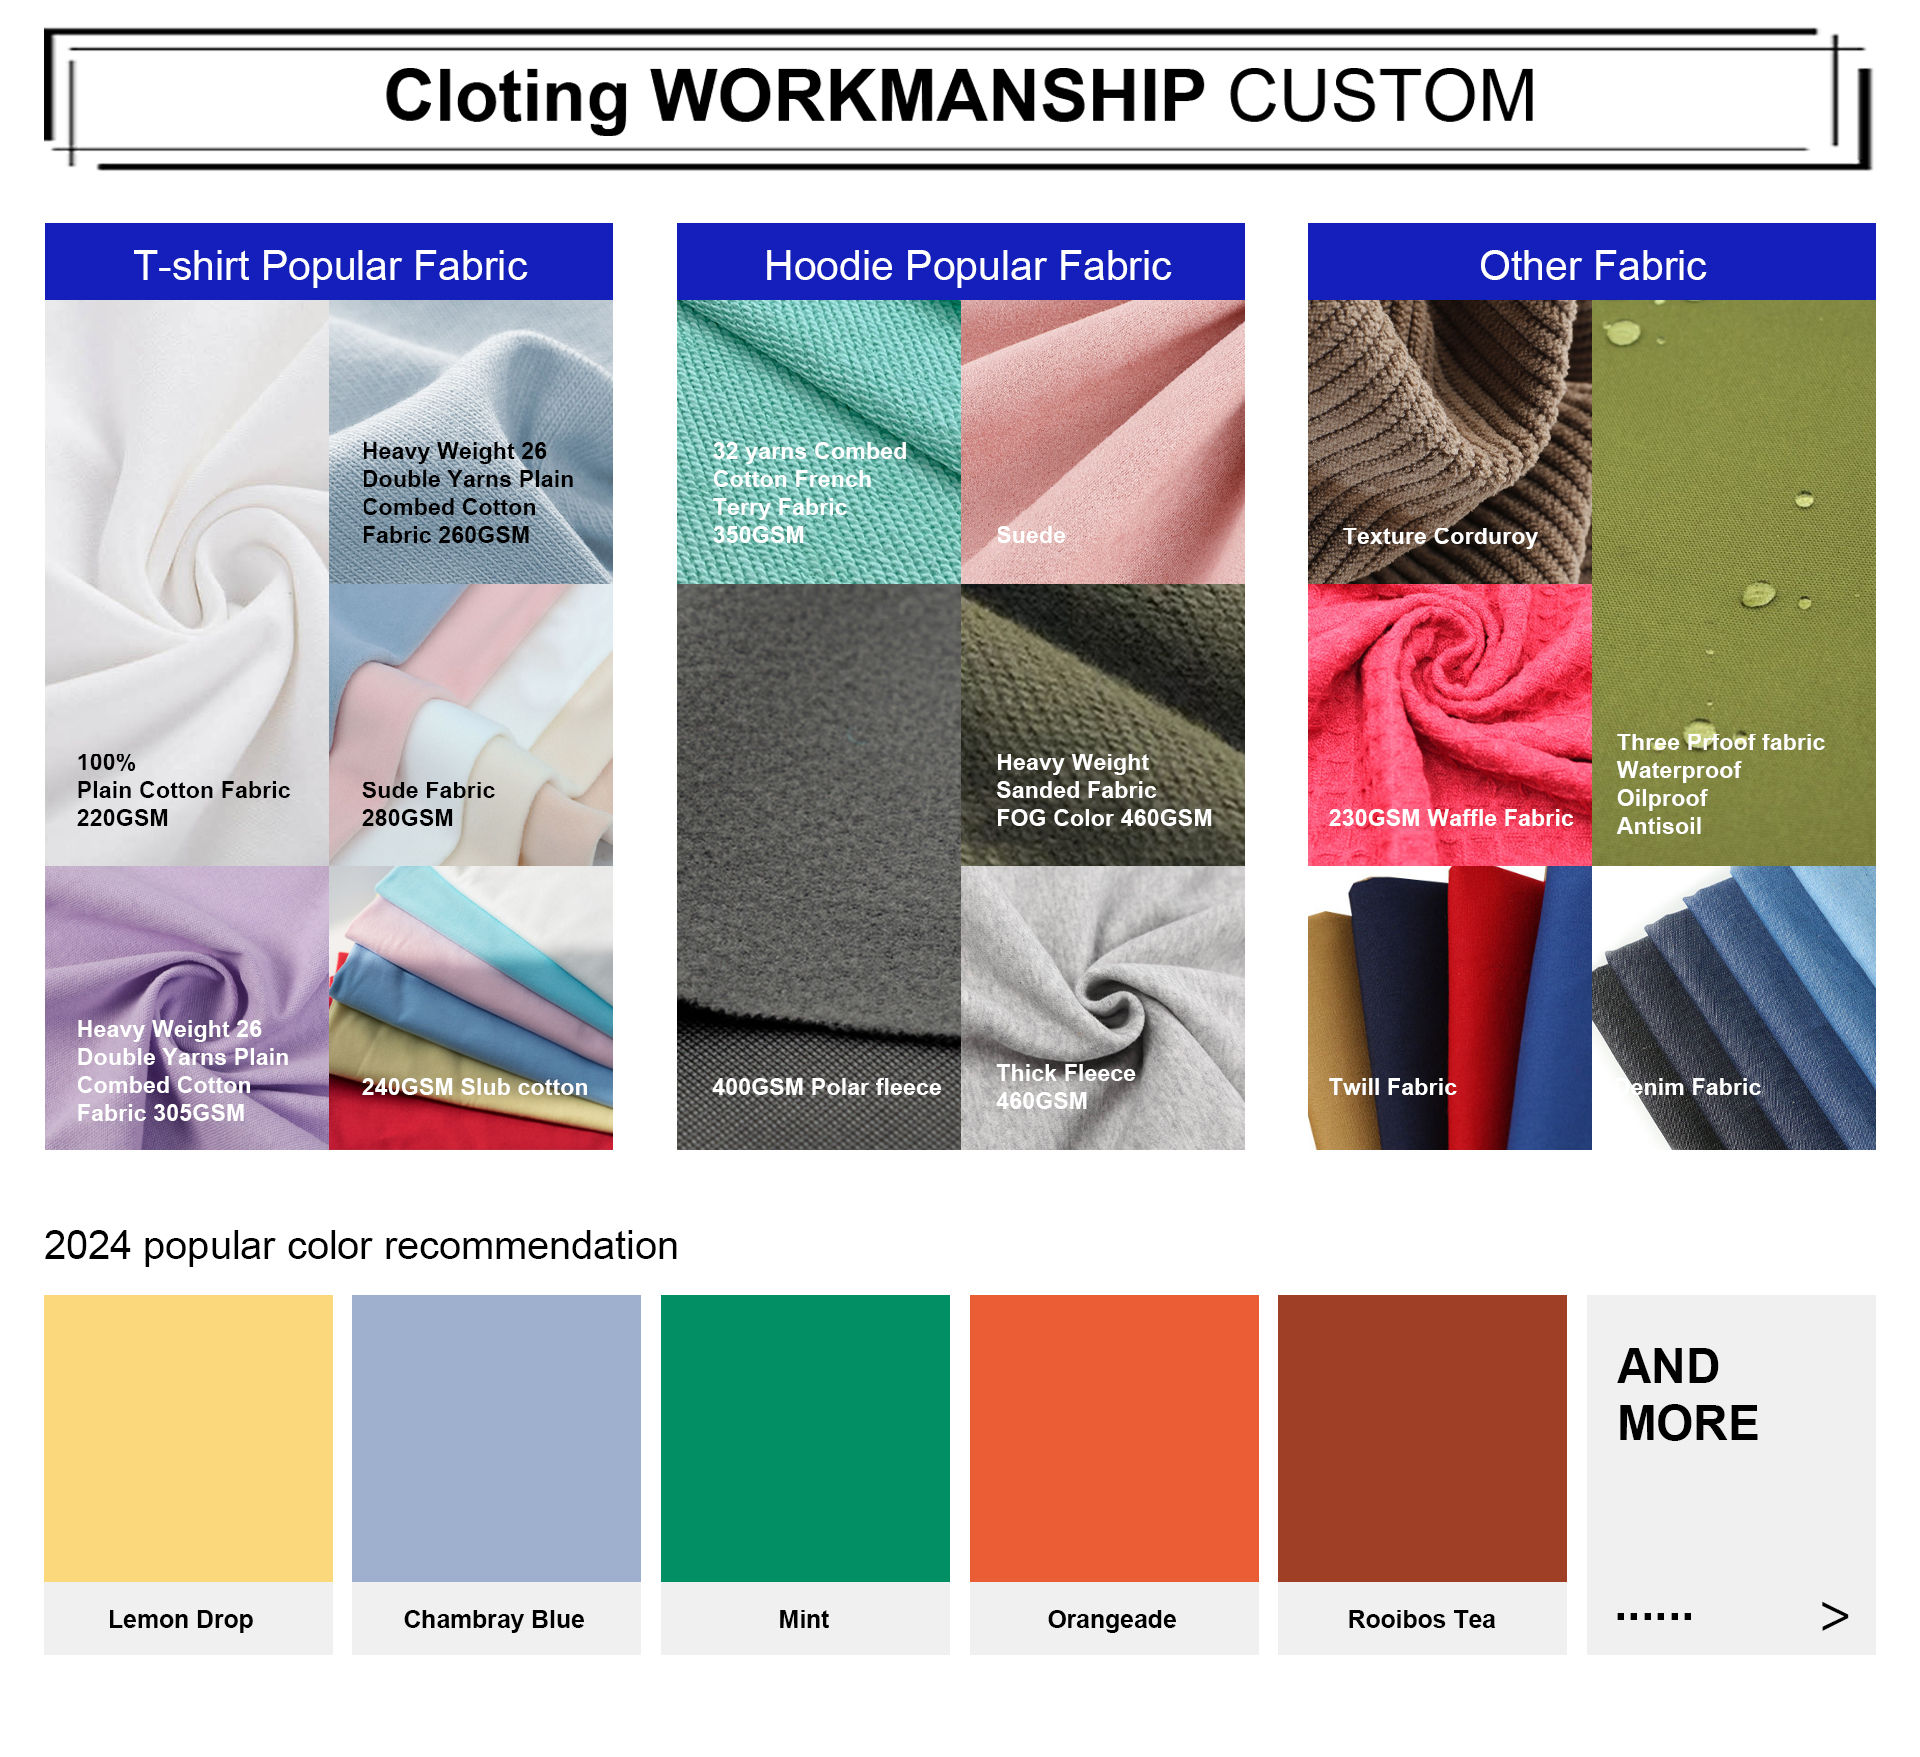 Cloting WORKMANSHIP CUSTOM
T-shirt Popular Fabric
100%
Plain Cotton Fabric
220GSM
Heavy Weight 26
Double Yarns Plain
Combed Cotton
Fabric 260GSM
Sude Fabric
280GSM
Heavy Weight 26
Double Yarns Plain
Combed Cotton
Fabric 305GSM
240GSM Slub cotton
Hoodie Popular Fabric
32 yarns Combed
Cotton French
Terry Fabric
350GSM
Suede
400GSM Polar fleece
Heavy Weight
Sanded Fabric
FOG Color 460GSM
Thick Fleece
460GSM
Other Fabric
Texture Corduroy
Three Prfoof fabric
Waterproof
Oilproof
Antisoil
230GSM Waffle Fabric
Twill Fabric
Denim Fabric
2024 popular color recommendation
Lemon Drop
Chambray Blue
Mint
Orangeade
Rooibos Tea
AND
MORE
...... >